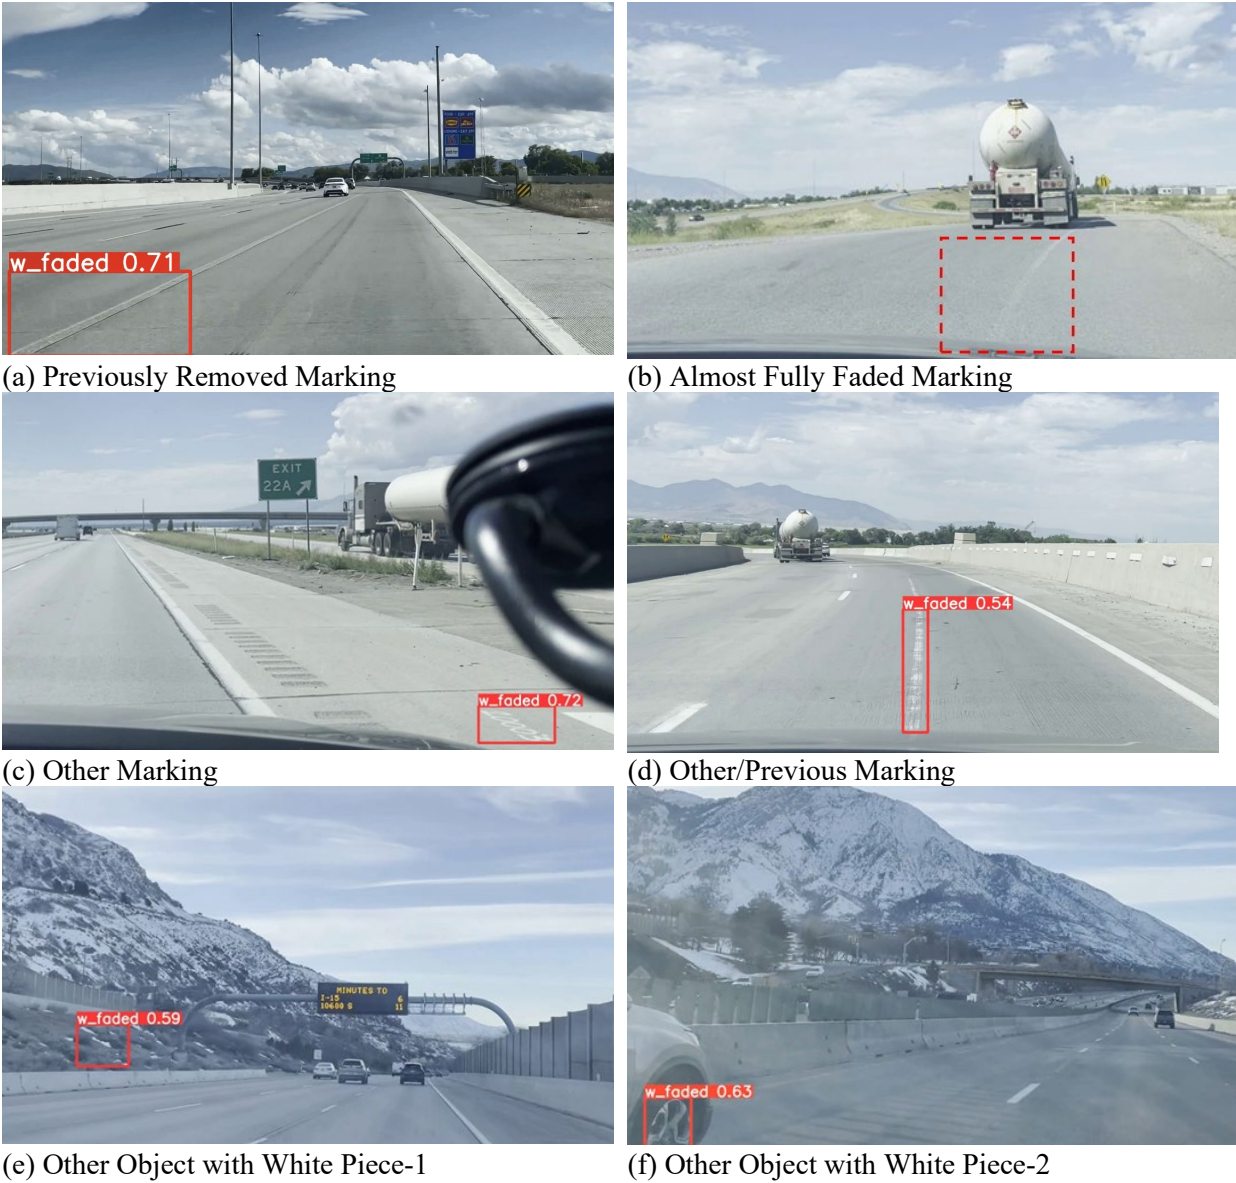 w_faded 0.71
(a) Previously Removed Marking
(b) Almost Fully Faded Marking
EXIT
22A
w_faded 0.72
(c) Other Marking
w_faded 0.54
(d) Other/Previous Marking
MINUTES TO
I-15 6
10600 S 11
w_faded 0.59
(e) Other Object with White Piece-1
w_faded 0.63
(f) Other Object with White Piece-2